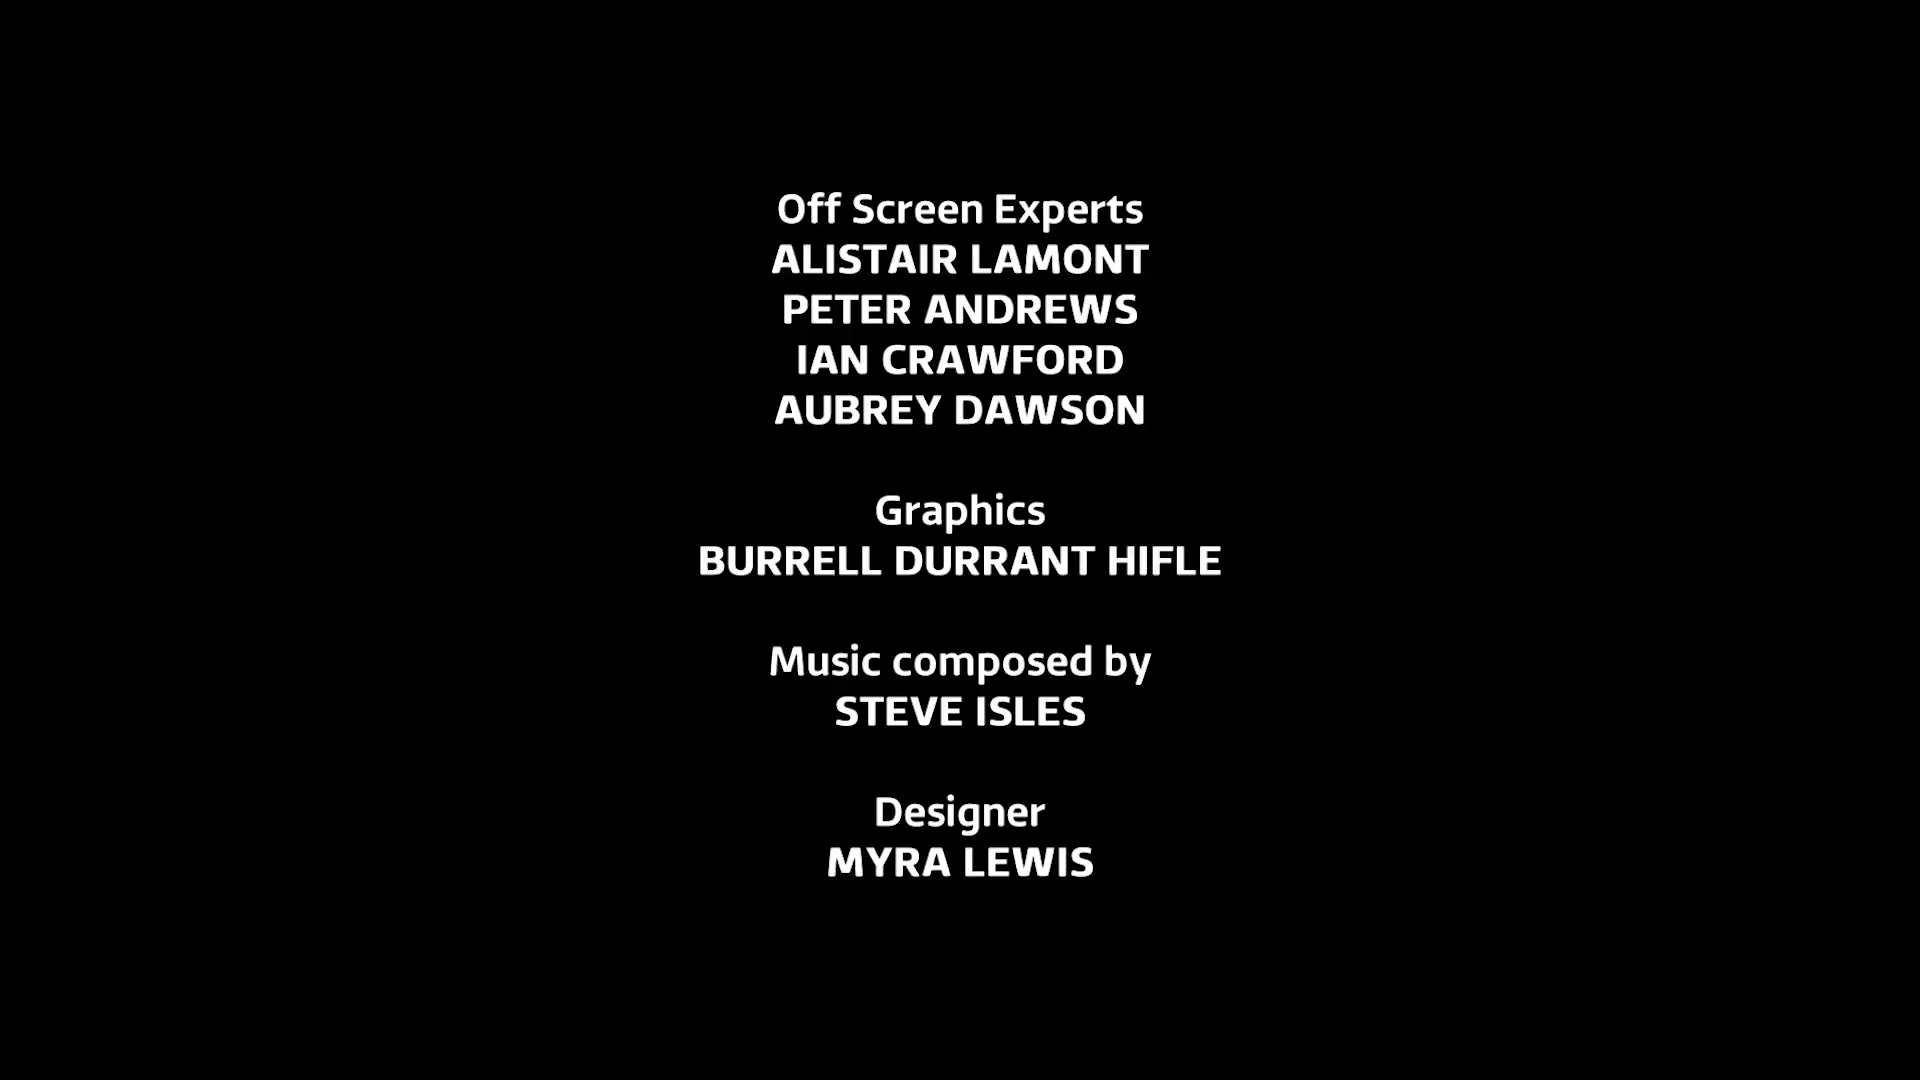 Off Screen Experts
ALISTAIR LAMONT
PETER ANDREWS
IAN CRAWFORD
AUBREY DAWSON
Graphics
BURRELL DURRANT HIFLE
Music composed by
STEVE ISLES
Designer
MYRA LEWIS